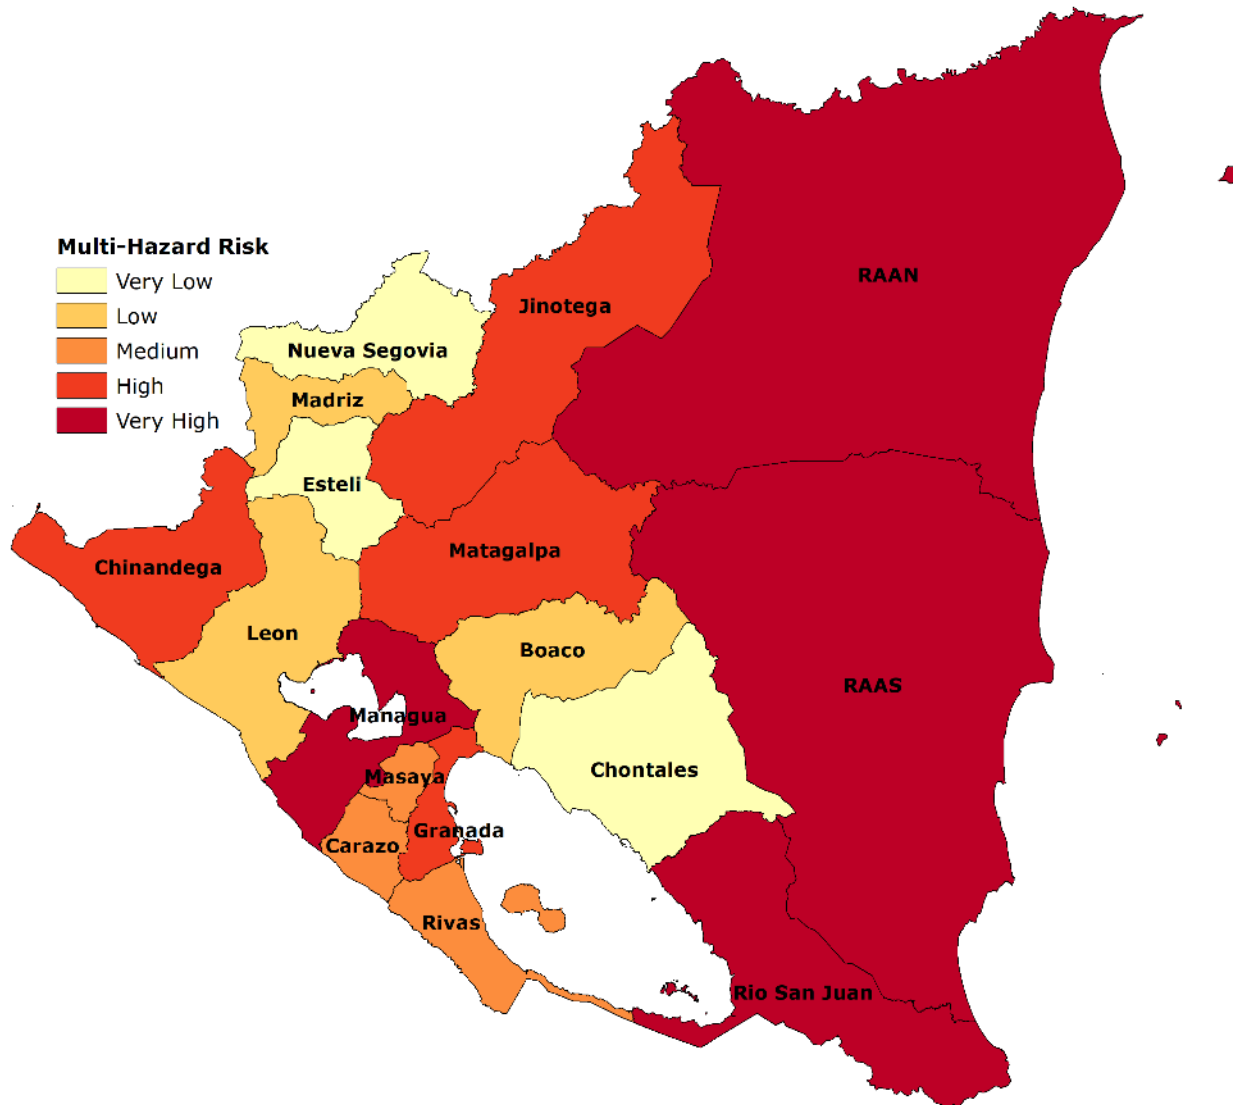 Multi-Hazard Risk
Very Low
Low
Medium
High
Very High
RAAN
Jinotega
Nueva Segovia
Madriz
Esteli
Matagalpa
Chinandega
Leon
Boaco
RAAS
Managua
Chontales
Masaya
Granada
Carazo
Rivas
Rio San Juan